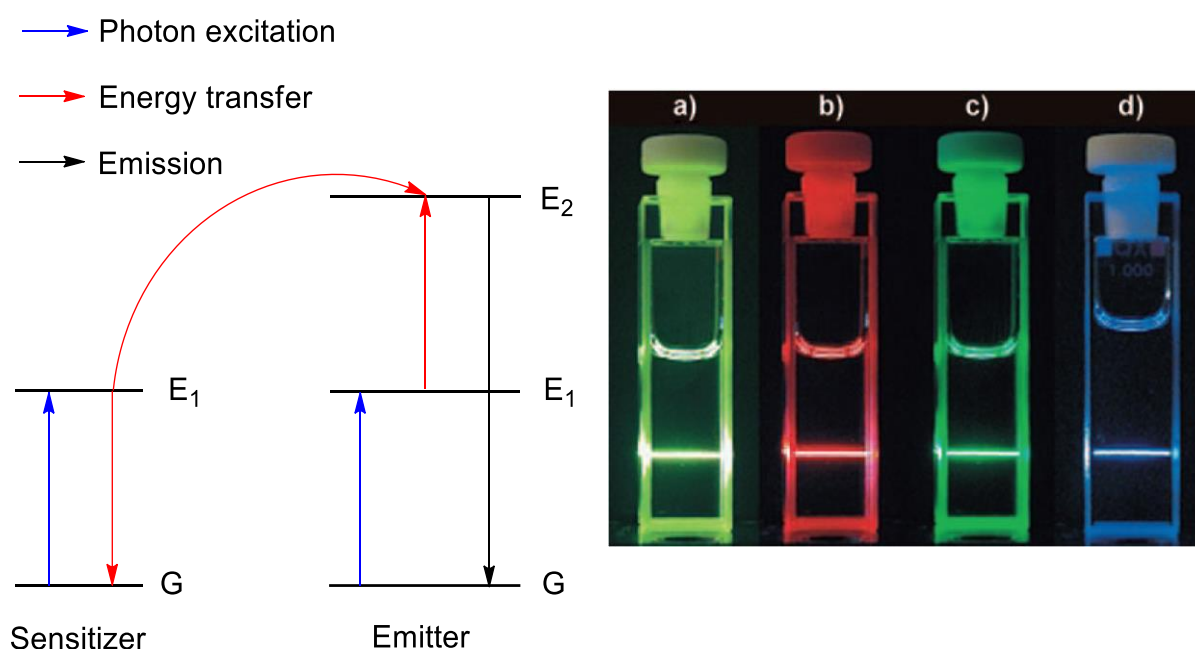 Photon excitation
Energy transfer
Emission
E2
E1
E1
G
G
Sensitizer
Emitter
a) b) c) d)
1.000